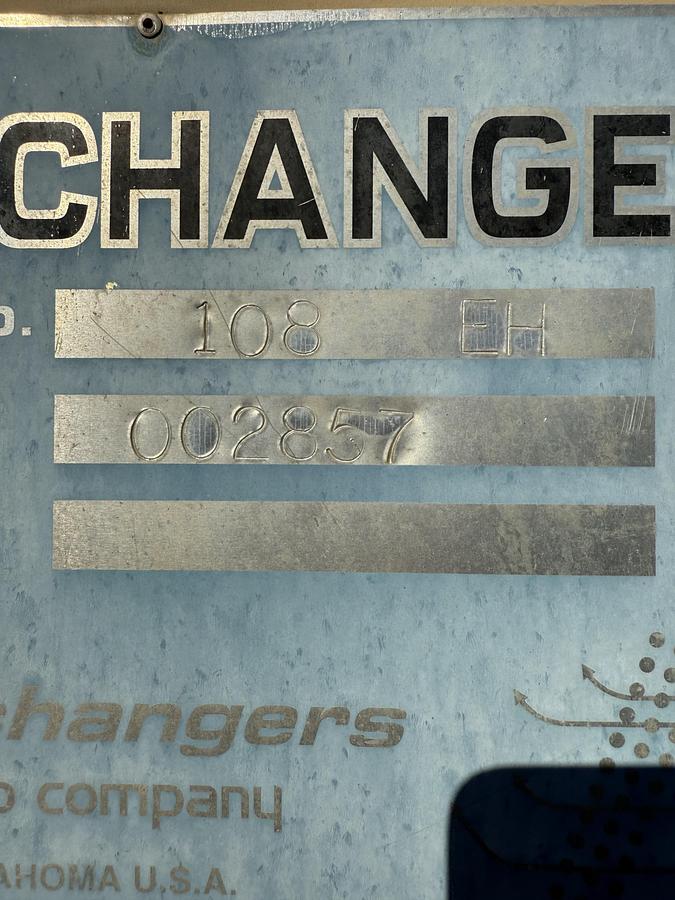 CHANGE
o.
108 EH
002857
changers
o company
AHOMA U.S.A.